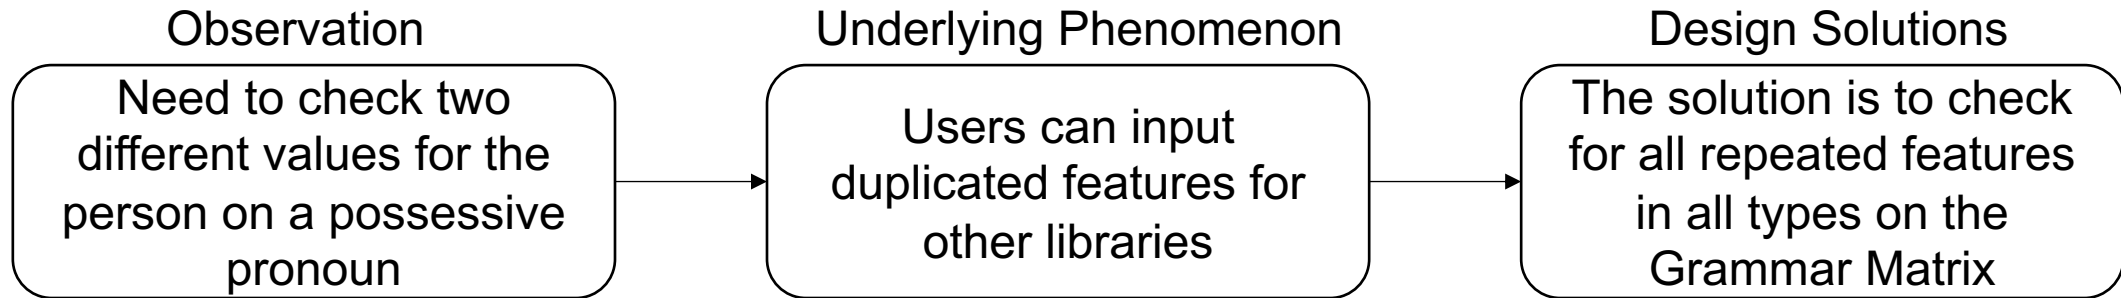 Observation
Need to check two
different values for the
person on a possessive
pronoun
Underlying Phenomenon
Users can input
duplicated features for
other libraries
Design Solutions
The solution is to check
for all repeated features
in all types on the
Grammar Matrix